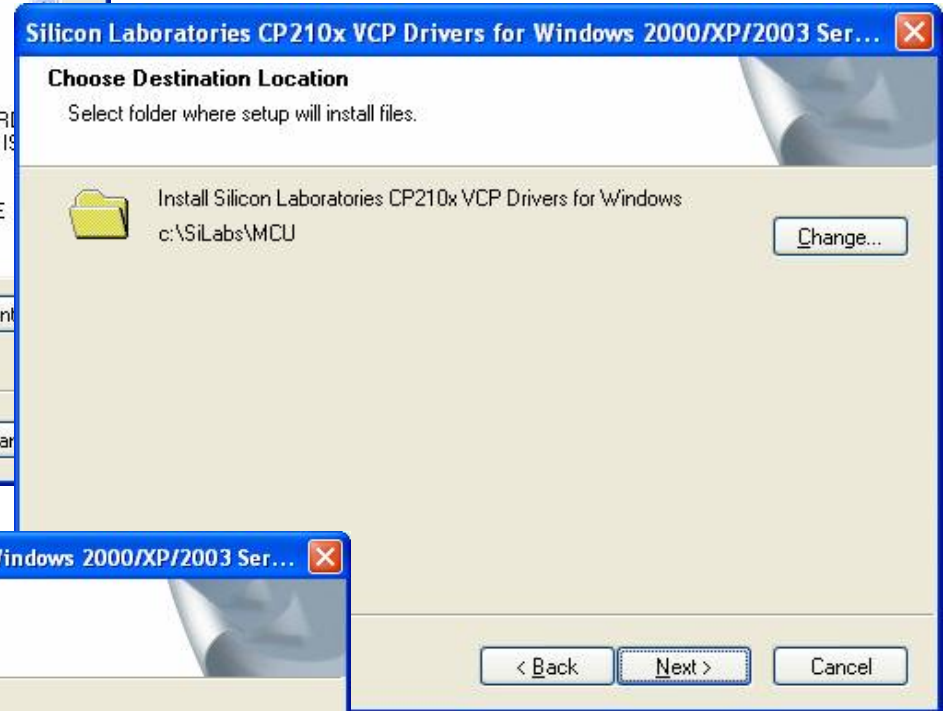 Silicon Laboratories CP210x VCP Drivers for Windows 2000/XP/2003 Ser...
Choose Destination Location
Select folder where setup will install files.
Install Silicon Laboratories CP210x VCP Drivers for Windows
c:\SiLabs\MCU
Change...
< Back
Next >
Cancel
Windows 2000/XP/2003 Ser...